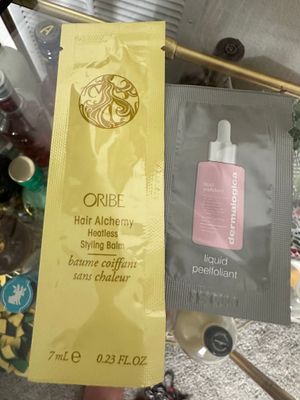 ORIBE
Hair Alchemy
Heatless
Styling Balm
baume coiffant
sans chaleur
7 mL e 0.23 FL.OZ
dermalogica
liquid
peelfoliant